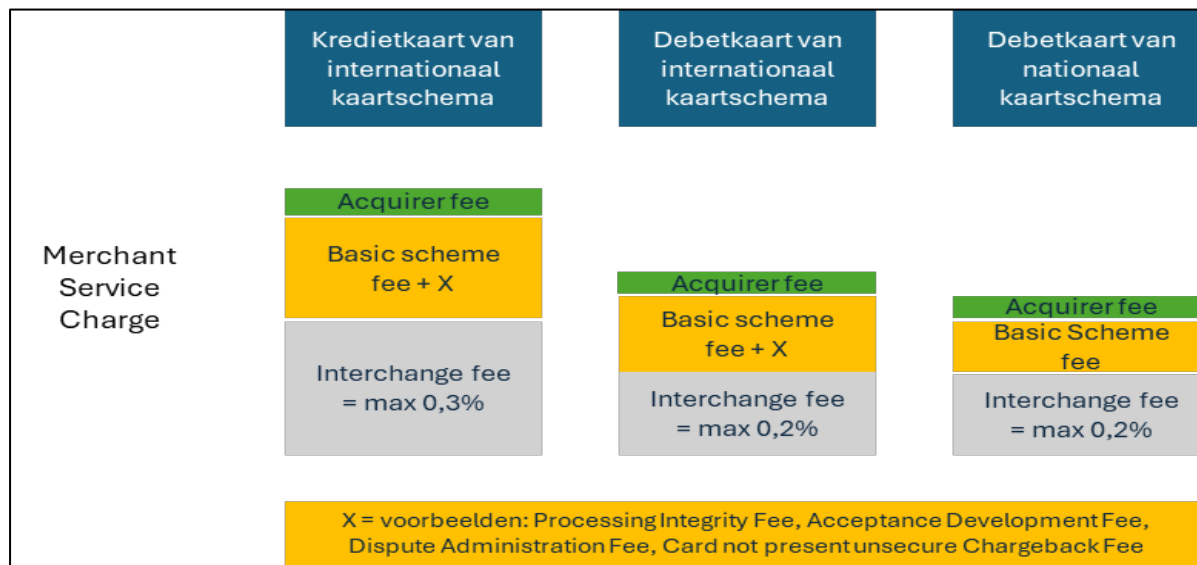 Kredietkaart van
internationaal
kaartschema
Debetkaart van
internationaal
kaartschema
Debetkaart van
nationaal
kaartschema
Merchant
Service
Charge
Acquirer fee
Basic scheme
fee + X
Interchange fee
= max 0,3%
Acquirer fee
Basic scheme
fee + X
Interchange fee
= max 0,2%
Acquirer fee
Basic Scheme
fee
Interchange fee
= max 0,2%
X = voorbeelden: Processing Integrity Fee, Acceptance Development Fee,
Dispute Administration Fee, Card not present unsecure Chargeback Fee